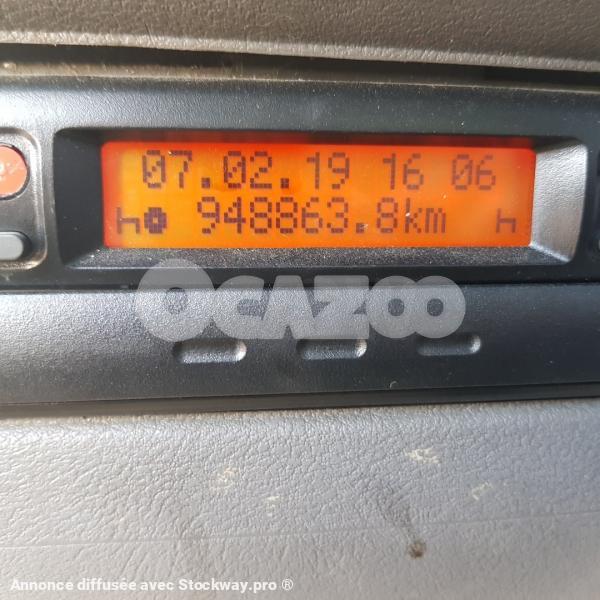 07.02.19 16 06
948863.8km
OCAZOO
Annonce diffusée avec Stockway.pro ®